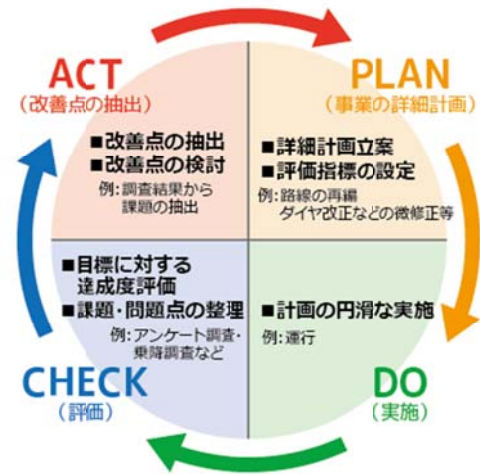 ACT
(改善点の抽出)
■改善点の抽出
■改善点の検討
例:調査結果から
課題の抽出
PLAN
(事業の詳細計画)
■詳細計画立案
■評価指標の設定
例:路線の再編
ダイヤ改正などの微修正等
■目標に対する
達成度評価
■課題・問題点の整理
例:アンケート調査・
乗降調査など
CHECK
(評価)
■計画の円滑な実施
例:運行
DO
(実施)